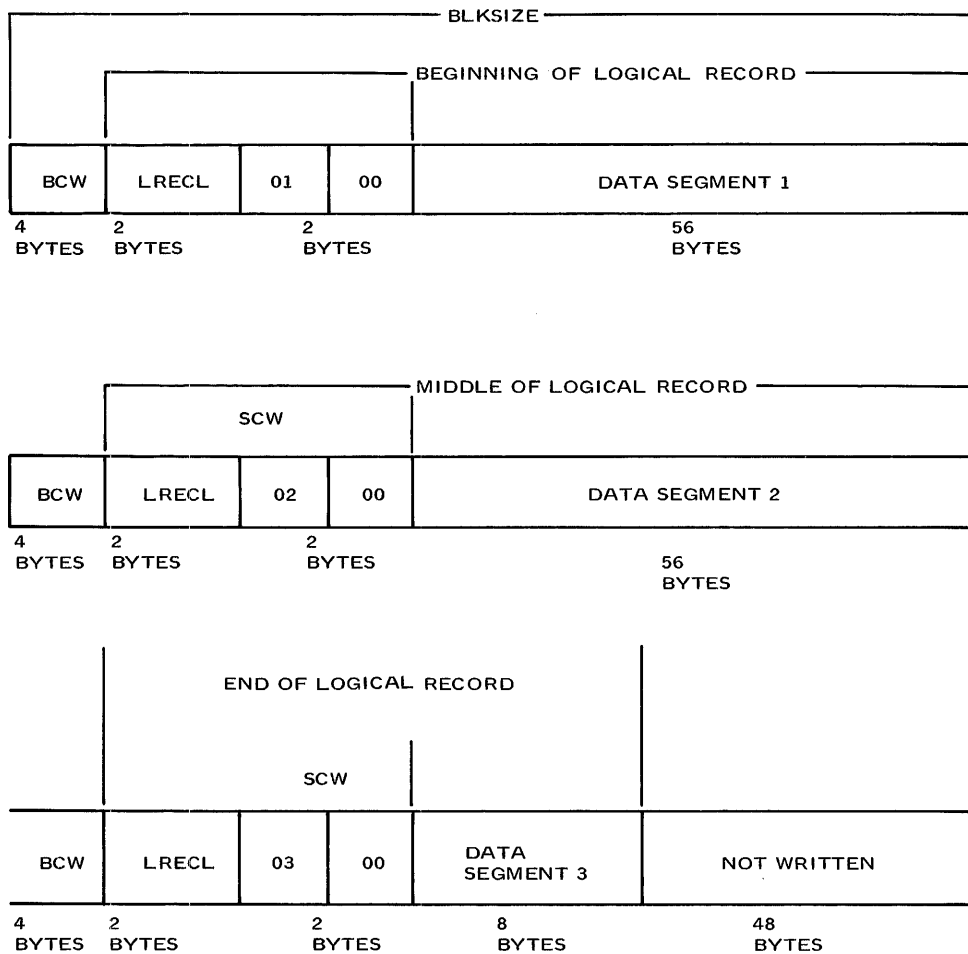 BLKSIZE
BEGINNING OF LOGICAL RECORD
BCW LRECL 01 00 DATA SEGMENT 1
4 BYTES 2 BYTES 2 BYTES 56 BYTES
MIDDLE OF LOGICAL RECORD
SCW
BCW LRECL 02 00 DATA SEGMENT 2
4 BYTES 2 BYTES 2 BYTES 56 BYTES
END OF LOGICAL RECORD
SCW
BCW LRECL 03 00 DATA SEGMENT 3 NOT WRITTEN
4 BYTES 2 BYTES 2 BYTES 8 BYTES 48 BYTES